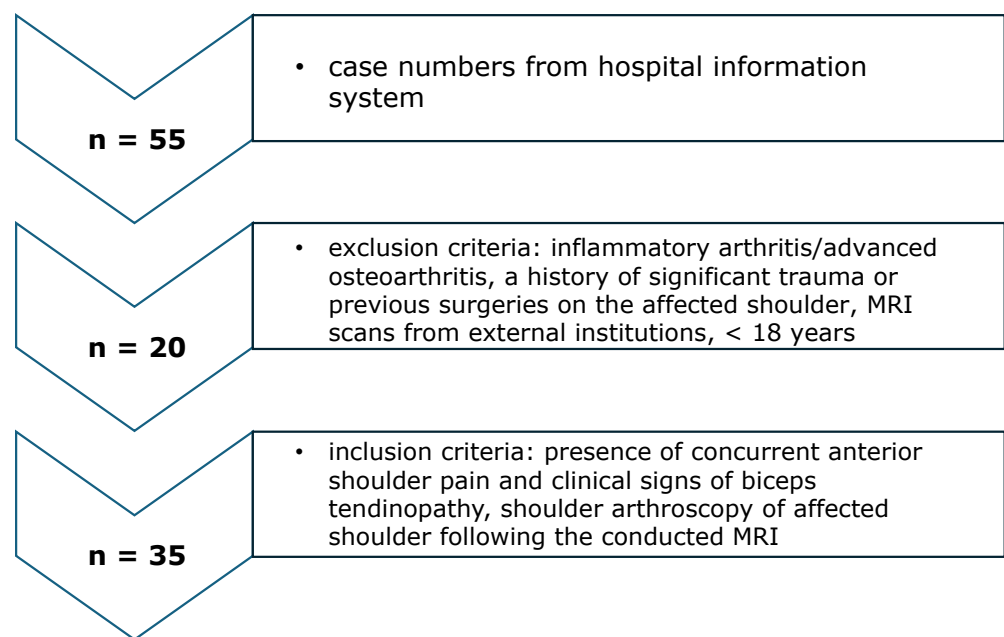 n = 55
• case numbers from hospital information
system
n = 20
• exclusion criteria: inflammatory arthritis/advanced
osteoarthritis, a history of significant trauma or
previous surgeries on the affected shoulder, MRI
scans from external institutions, < 18 years
n = 35
• inclusion criteria: presence of concurrent anterior
shoulder pain and clinical signs of biceps
tendinopathy, shoulder arthroscopy of affected
shoulder following the conducted MRI